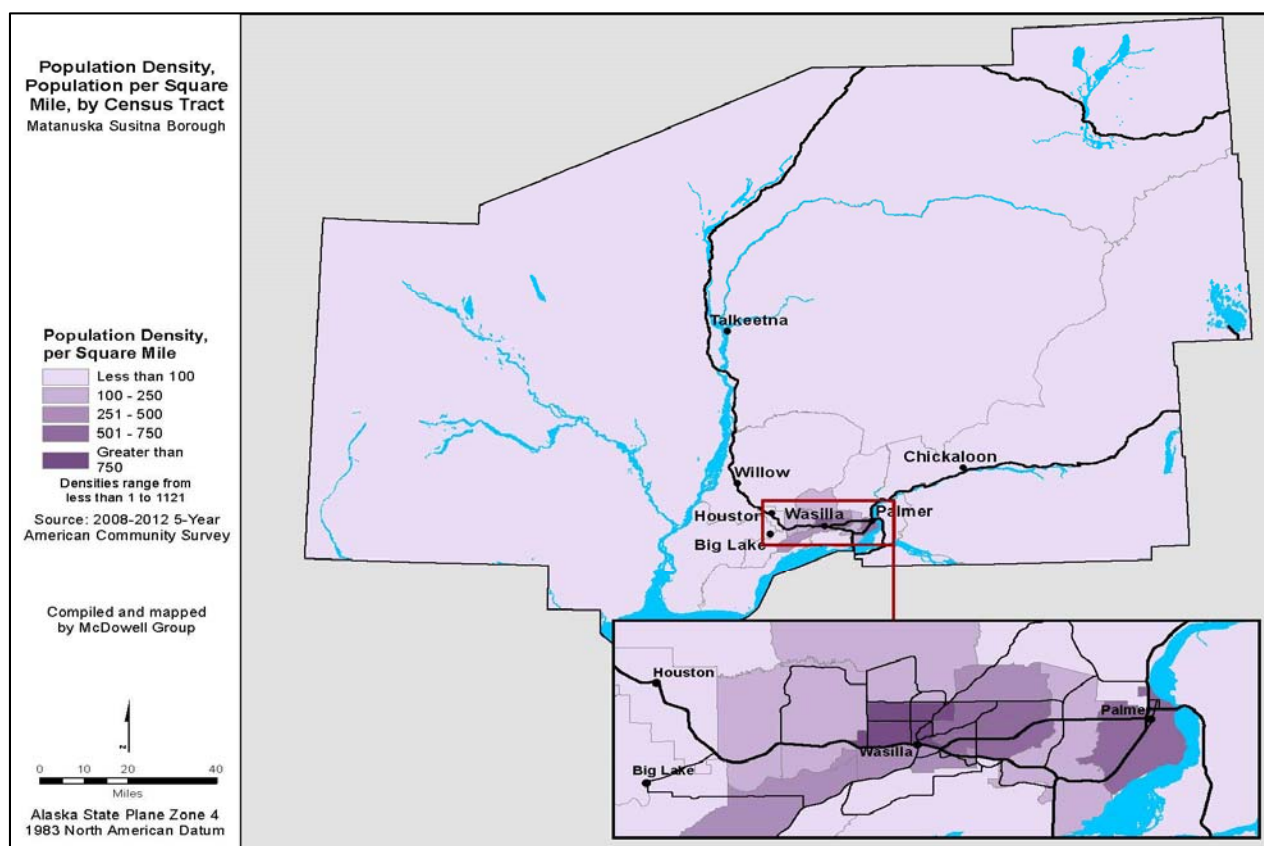 Population Density,
Population per Square
Mile, by Census Tract
Matanuska Susitna Borough
Population Density,
per Square Mile
Less than 100
100 - 250
251 - 500
501 - 750
Greater than
750
Densities range from
less than 1 to 1121
Source: 2008-2012 5-Year
American Community Survey
Compiled and mapped
by McDowell Group
N
0 10 20 40
Miles
Alaska State Plane Zone 4
1983 North American Datum
Talkeetna
Willow
Chickaloon
Houston
Wasilla
Palmer
Big Lake
Houston
Palmer
Wasilla
Big Lake